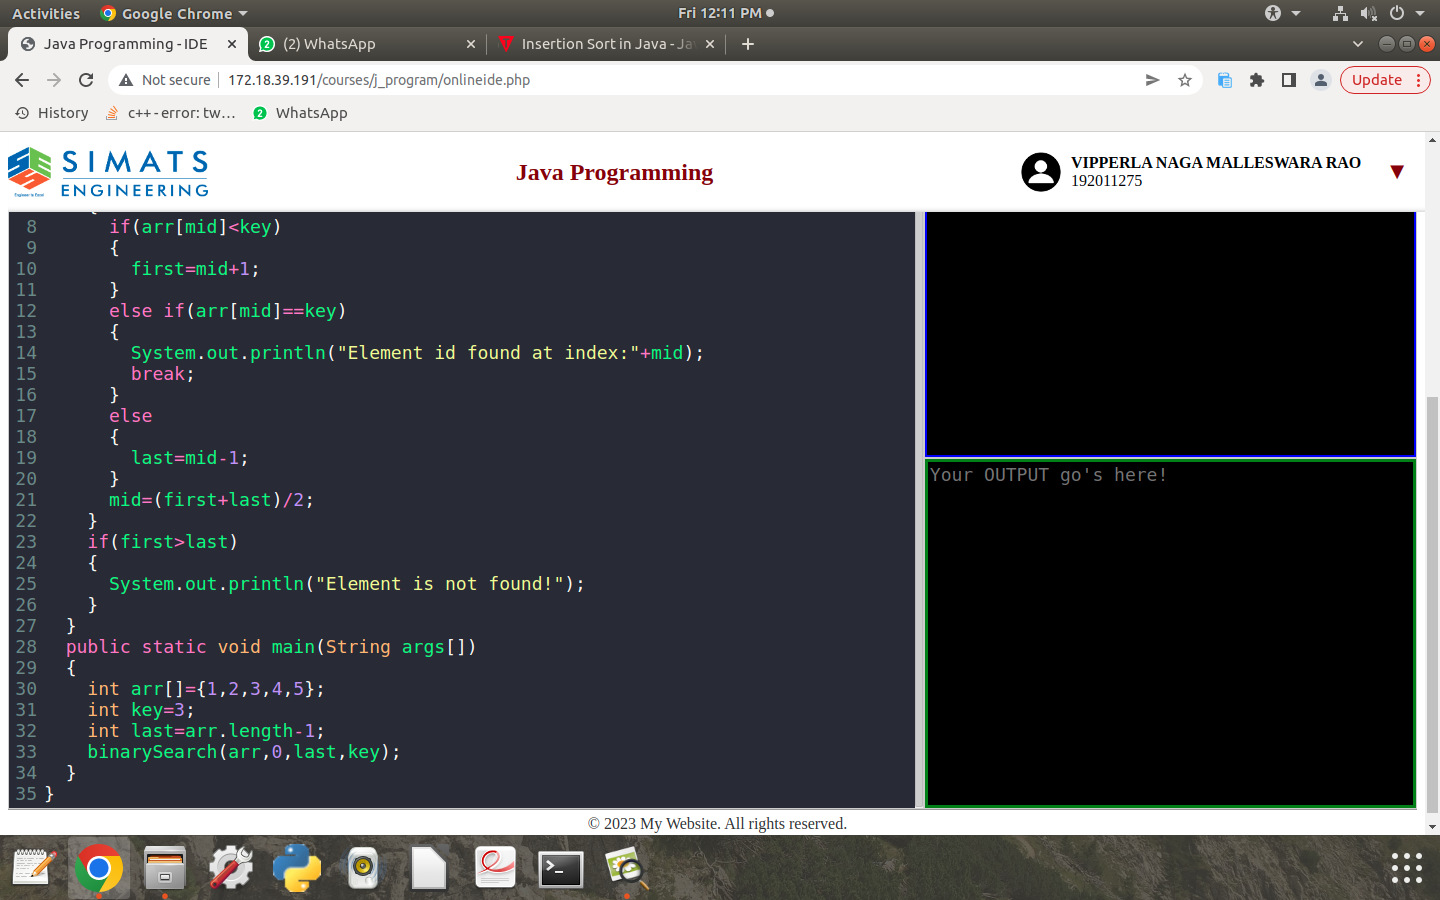 Activities Google Chrome Fri 12:11 PM
Java Programming - IDE (2) WhatsApp Insertion Sort in Java - Jav
Not secure 172.18.39.191/courses/j_program/onlineide.php Update
History c++ - error: tw... WhatsApp
SIMATS
ENGINEERING
Engineer to Excel
Java Programming
VIPPERLA NAGA MALLESWARA RAO
192011275
{
8 if(arr[mid]<key)
9 {
10 first=mid+1;
11 }
12 else if(arr[mid]==key)
13 {
14 System.out.println("Element id found at index:"+mid);
15 break;
16 }
17 else
18 {
19 last=mid-1;
20 }
21 mid=(first+last)/2;
22 }
23 if(first>last)
24 {
25 System.out.println("Element is not found!");
26 }
27 }
28 public static void main(String args[])
29 {
30 int arr[]={1,2,3,4,5};
31 int key=3;
32 int last=arr.length-1;
33 binarySearch(arr,0,last,key);
34 }
35 }
Your OUTPUT go's here!
© 2023 My Website. All rights reserved.